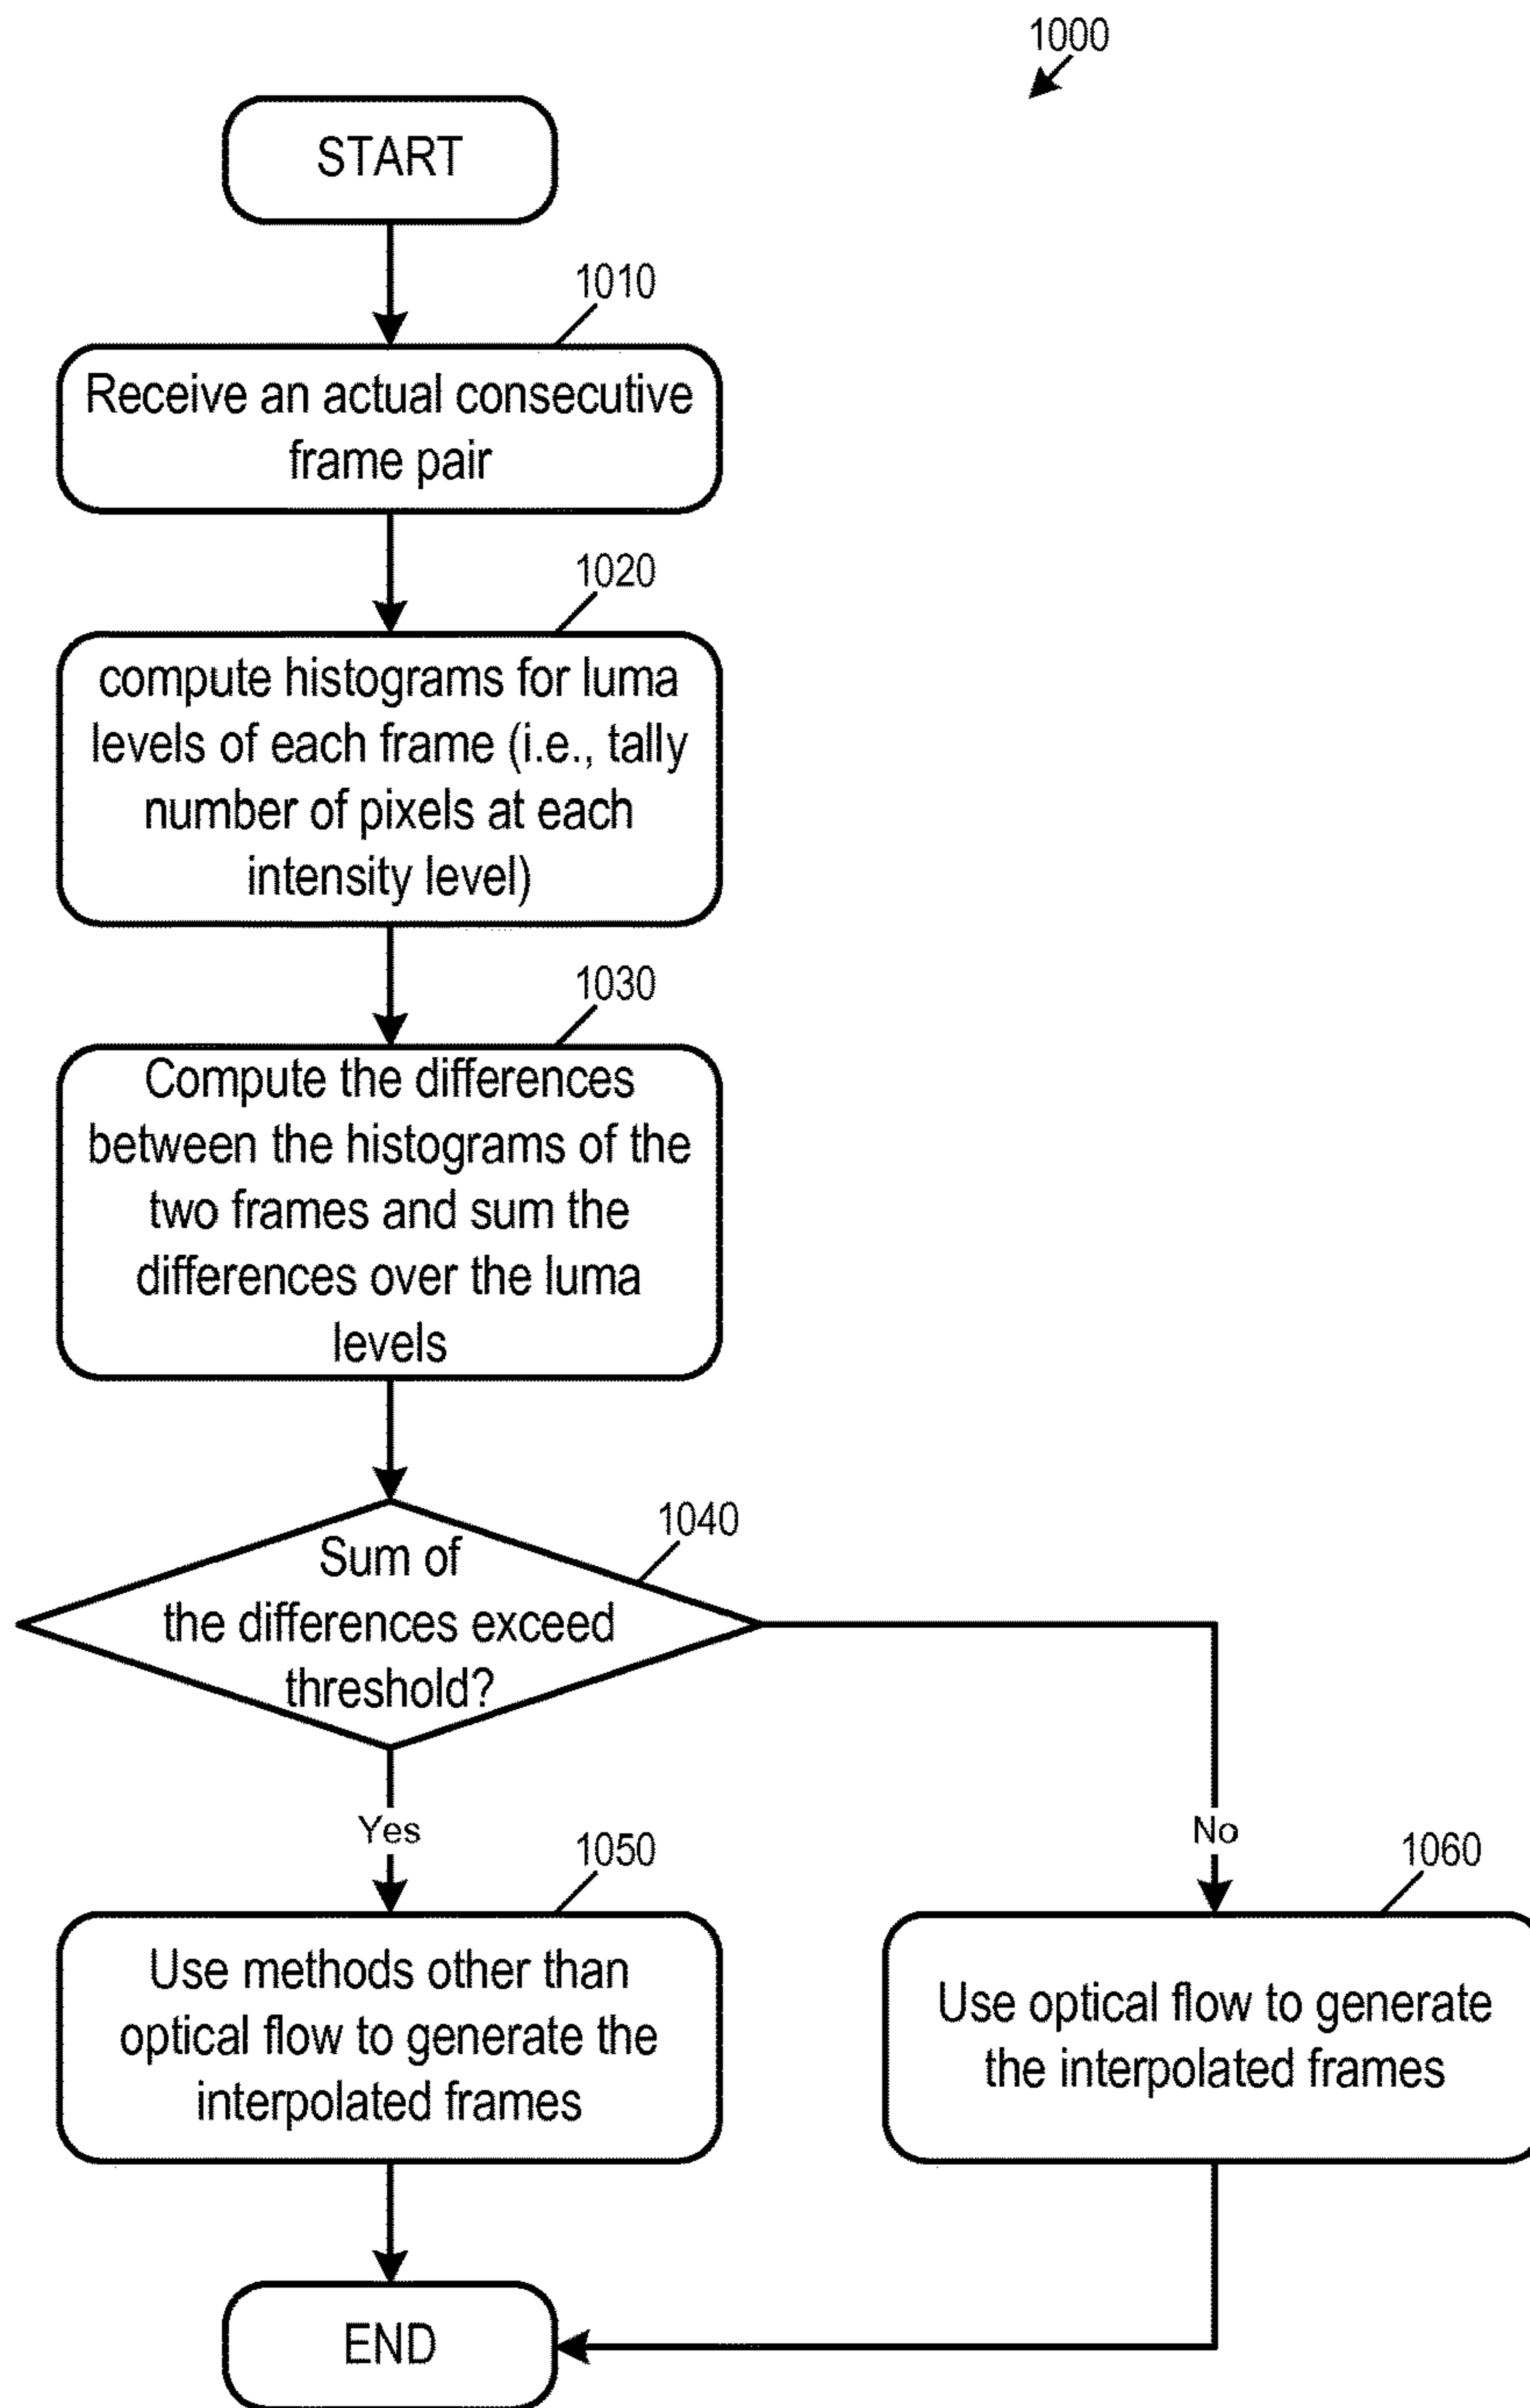 1000
START
1010
Receive an actual consecutive
frame pair
1020
compute histograms for luma
levels of each frame (i.e., tally
number of pixels at each
intensity level)
1030
Compute the differences
between the histograms of the
two frames and sum the
differences over the luma
levels
1040
Sum of
the differences exceed
threshold?
Yes
No
1050
Use methods other than
optical flow to generate the
interpolated frames
1060
Use optical flow to generate
the interpolated frames
END